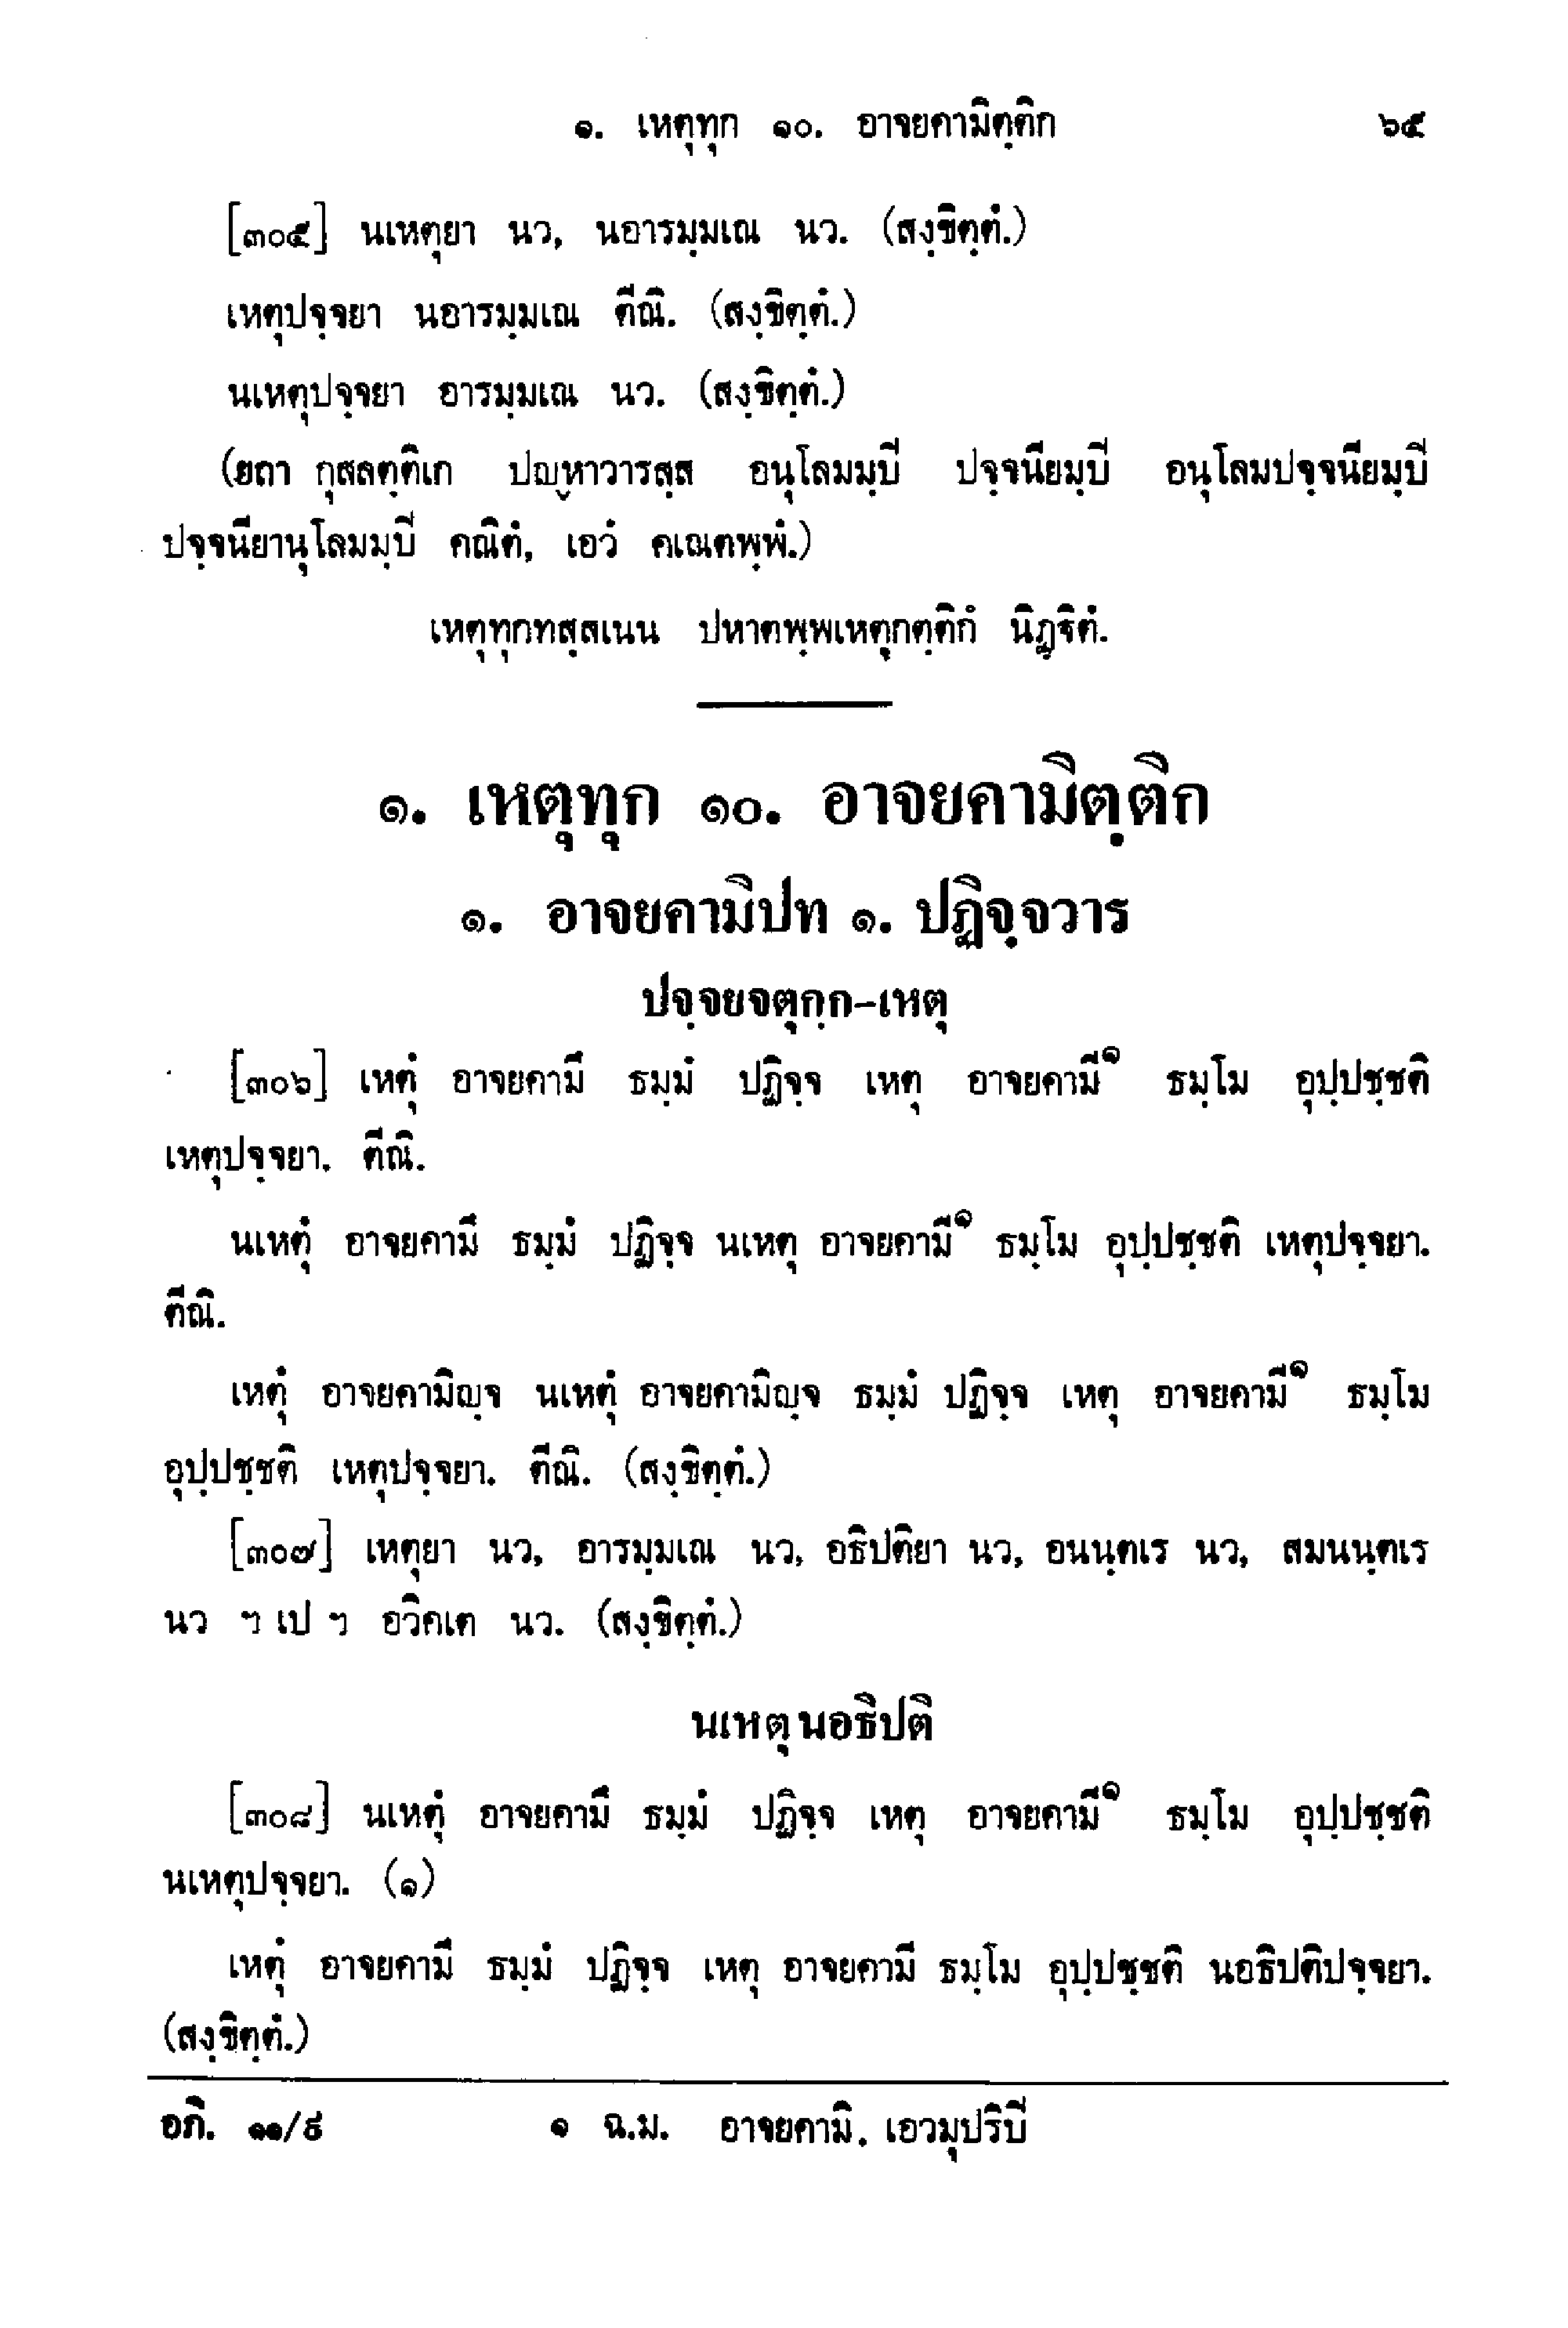 ๑. เหตุทุก ๑๐. อาจยคามิตฺติก ๖๕
[๓๐๕] นเหตุยา นว, นอารมฺมเณ นว. (สงฺขิตฺตํ.)
เหตุปจฺจยา นอารมฺมเณ ตีณิ. (สงฺขิตฺตํ.)
นเหตุปจฺจยา อารมฺมเณ นว. (สงฺขิตฺตํ.)
(ยถา กุสลตฺติเก ปญฺหาวารสฺส อนุโลมมฺปิ ปจฺจนียมฺปิ อนุโลมปจฺจนียมฺปิ
ปจฺจนียานุโลมมฺปิ คณิตํ, เอวํ คเณตพฺพํ.)
เหตุทุกทสฺสเนน ปหาตพฺพเหตุกตฺติกํ นิฏฺฐิตํ.
๑. เหตุทุก ๑๐. อาจยคามิตฺติก
๑. อาจยคามิปท ๑. ปฏิจฺจวาร
ปจฺจยจตุกฺก-เหตุ
[๓๐๖] เหตุํ อาจยคามึ ธมฺมํ ปฏิจฺจ เหตุ อาจยคามี๑ ธมฺโม อุปฺปชฺชติ
เหตุปจฺจยา. ตีณิ.
นเหตุํ อาจยคามึ ธมฺมํ ปฏิจฺจ นเหตุ อาจยคามี๑ ธมฺโม อุปฺปชฺชติ เหตุปจฺจยา.
ตีณิ.
เหตุํ อาจยคามิญฺจ นเหตุํ อาจยคามิญฺจ ธมฺมํ ปฏิจฺจ เหตุ อาจยคามี๑ ธมฺโม
อุปฺปชฺชติ เหตุปจฺจยา. ตีณิ. (สงฺขิตฺตํ.)
[๓๐๗] เหตุยา นว, อารมฺมเณ นว, อธิปติยา นว, อนนฺตเร นว, สมนนฺตเร
นว ฯ เป ฯ อวิคเต นว. (สงฺขิตฺตํ.)
นเหตุนอธิปติ
[๓๐๘] นเหตุํ อาจยคามึ ธมฺมํ ปฏิจฺจ เหตุ อาจยคามี๑ ธมฺโม อุปฺปชฺชติ
นเหตุปจฺจยา. (๑)
เหตุํ อาจยคามึ ธมฺมํ ปฏิจฺจ เหตุ อาจยคามี ธมฺโม อุปฺปชฺชติ นอธิปติปจฺจยา.
(สงฺขิตฺตํ.)
อภิ. ๑๑/๕ ๑ ฉ.ม. อาจยคามิ. เอวมุปริปิ